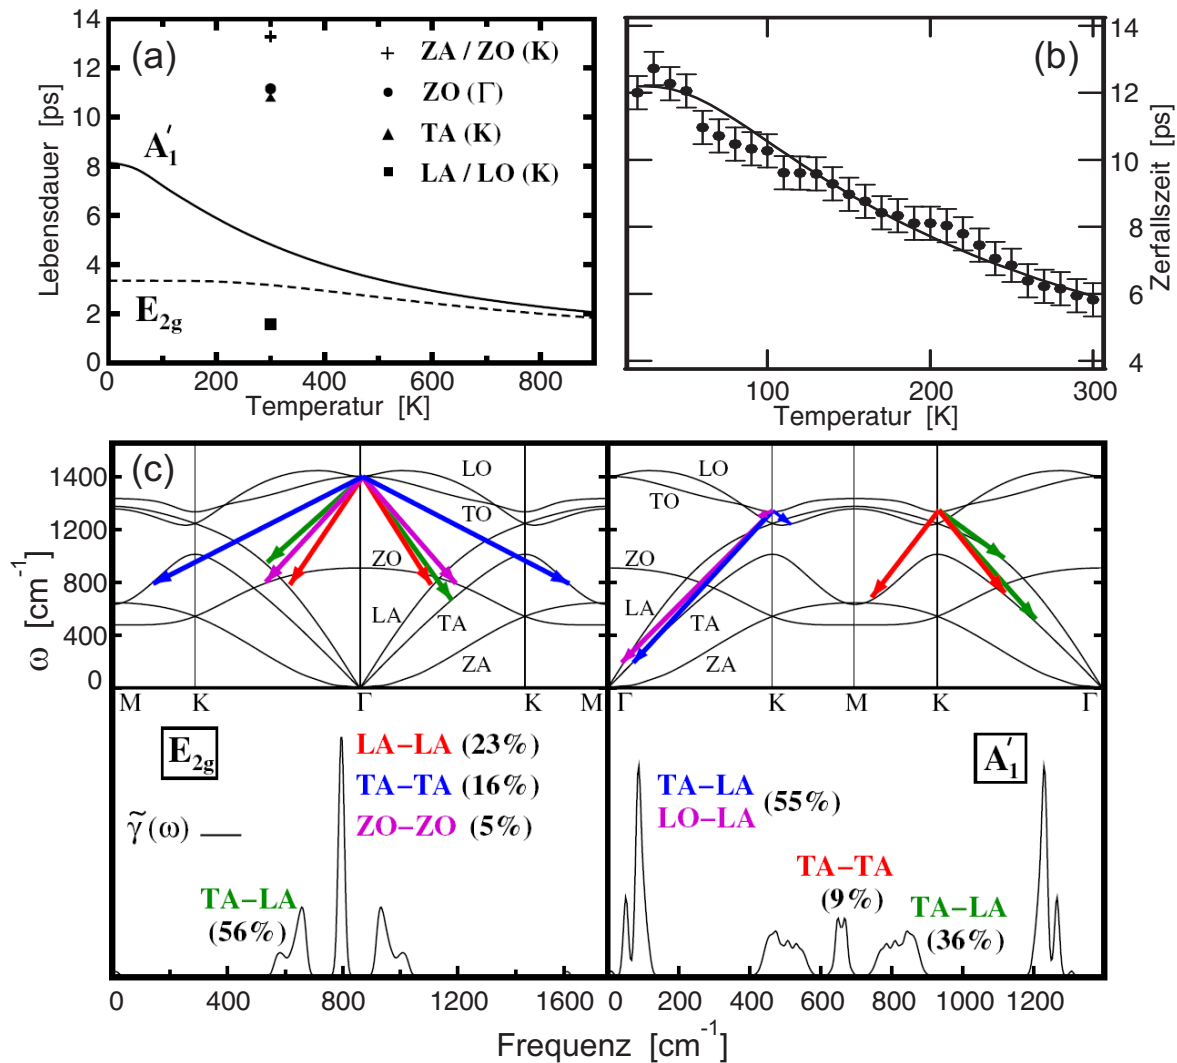 (a)
14
12
10
8
6
4
2
0
Lebensdauer [ps]
+ ZA / ZO (K)
● ZO (Γ)
▲ TA (K)
■ LA / LO (K)
A′1
E2g
0 200 400 600 800
Temperatur [K]
(b)
14
12
10
8
6
4
Zerfallszeit [ps]
100 200 300
Temperatur [K]
(c)
1400
1200
800
400
0
ω [cm⁻¹]
LO
TO
ZO
LA
TA
ZA
M K Γ K M
LO
TO
ZO
LA
TA
ZA
Γ K M K Γ
E2g
γ̃(ω)
LA–LA (23%)
TA–TA (16%)
ZO–ZO (5%)
TA–LA
(56%)
0 400 800 1200 1600
A′1
TA–LA
LO–LA
(55%)
TA–TA
(9%)
TA–LA
(36%)
0 200 400 600 800 1000 1200
Frequenz [cm⁻¹]